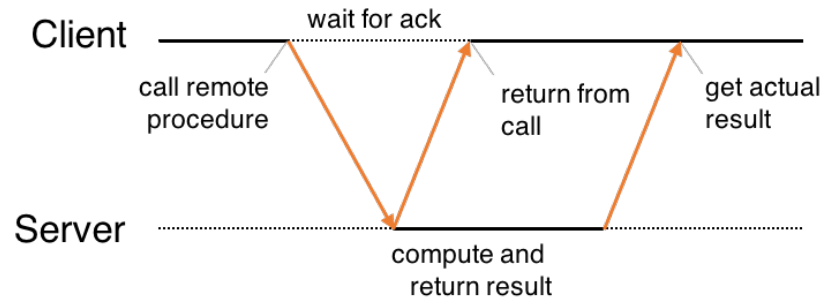 wait for ack
Client
call remote
procedure
return from
call
get actual
result
Server
compute and
return result